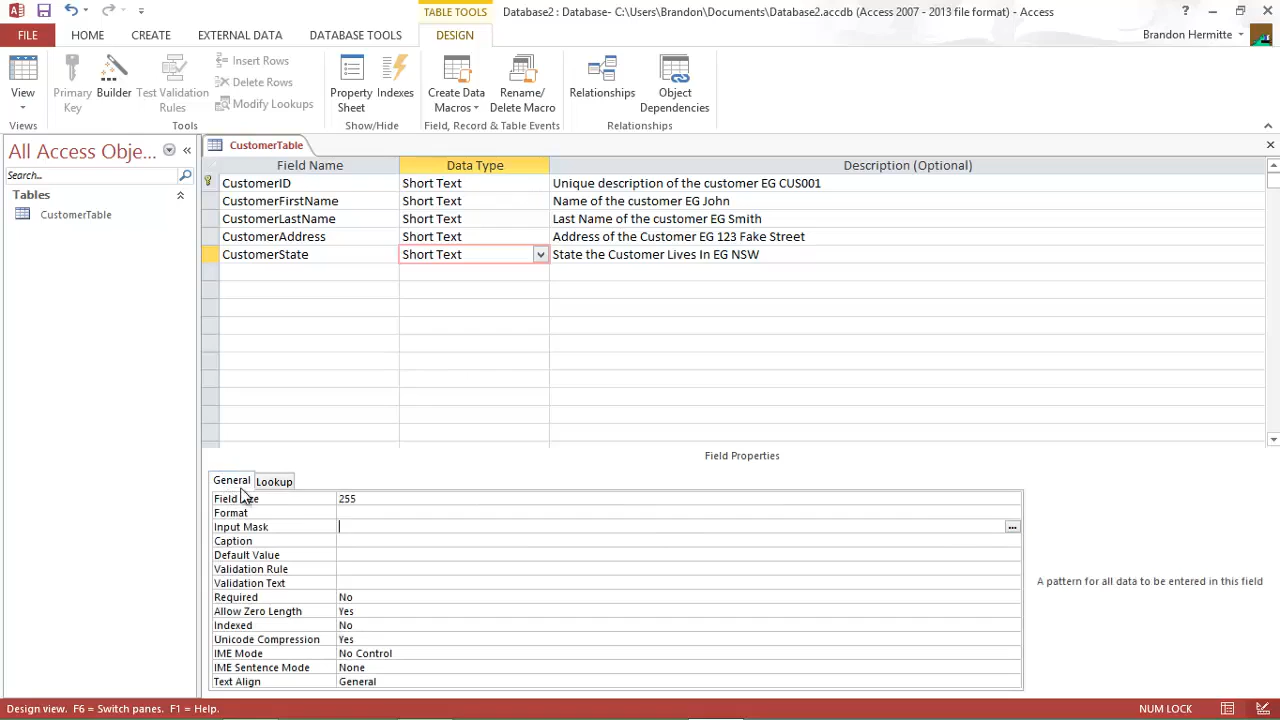 TABLE TOOLS
Database2 : Database- C:\Users\Brandon\Documents\Database2.accdb (Access 2007 - 2013 file format) - Access
FILE HOME CREATE EXTERNAL DATA DATABASE TOOLS DESIGN
Brandon Hermitte
View
Primary Key
Builder
Test Validation Rules
Insert Rows
Delete Rows
Modify Lookups
Property Sheet
Indexes
Create Data Macros
Rename/ Delete Macro
Relationships
Object Dependencies
Views Tools Show/Hide Field, Record & Table Events Relationships
All Access Obje...
Search...
Tables
CustomerTable
CustomerTable
Field Name Data Type Description (Optional)
CustomerID Short Text Unique description of the customer EG CUS001
CustomerFirstName Short Text Name of the customer EG John
CustomerLastName Short Text Last Name of the customer EG Smith
CustomerAddress Short Text Address of the Customer EG 123 Fake Street
CustomerState Short Text State the Customer Lives In EG NSW
Field Properties
General Lookup
Field Size 255
Format
Input Mask ...
Caption
Default Value
Validation Rule
Validation Text
Required No
Allow Zero Length Yes
Indexed No
Unicode Compression Yes
IME Mode No Control
IME Sentence Mode None
Text Align General
A pattern for all data to be entered in this field
Design view. F6 = Switch panes. F1 = Help.
NUM LOCK